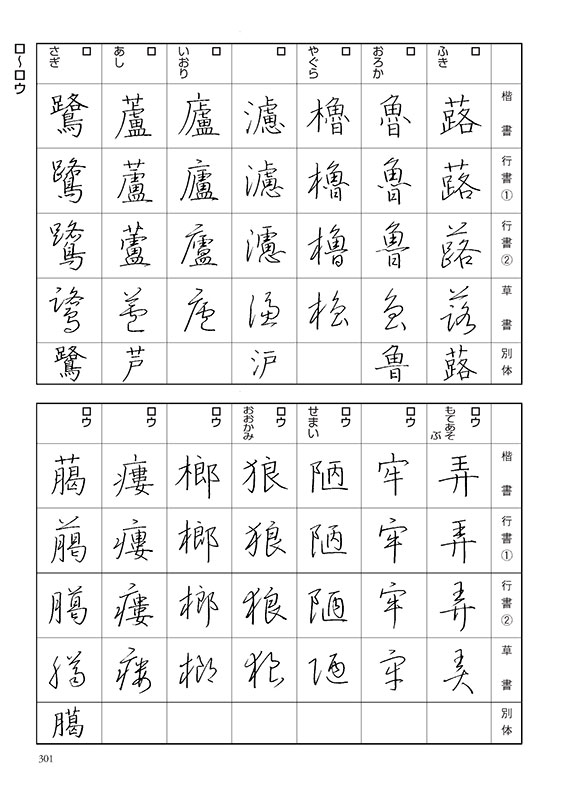 ロ〜ロウ
楷書 行書① 行書② 草書 別体
ロ ふき 蕗 蕗 蕗 蕗 蕗
ロ おろか 魯 魯 魯 魯 魯
ロ やぐら 櫓 櫓 櫓 櫓
ロ 濾 濾 濾 濾 沪
ロ いおり 廬 廬 廬 廬
ロ あし 蘆 蘆 蘆 蘆 芦
ロ さぎ 鷺 鷺 鷺 鷺 鷺
楷書 行書① 行書② 草書 別体
ロウ もてあそぶ 弄 弄 弄 弄
ロウ 牢 牢 牢 牢
ロウ せまい 陋 陋 陋 陋
ロウ おおかみ 狼 狼 狼 狼
ロウ 榔 榔 榔 榔
ロウ 瘻 瘻 瘻 瘻
ロウ 﨟 﨟 臈 臈 臈
301